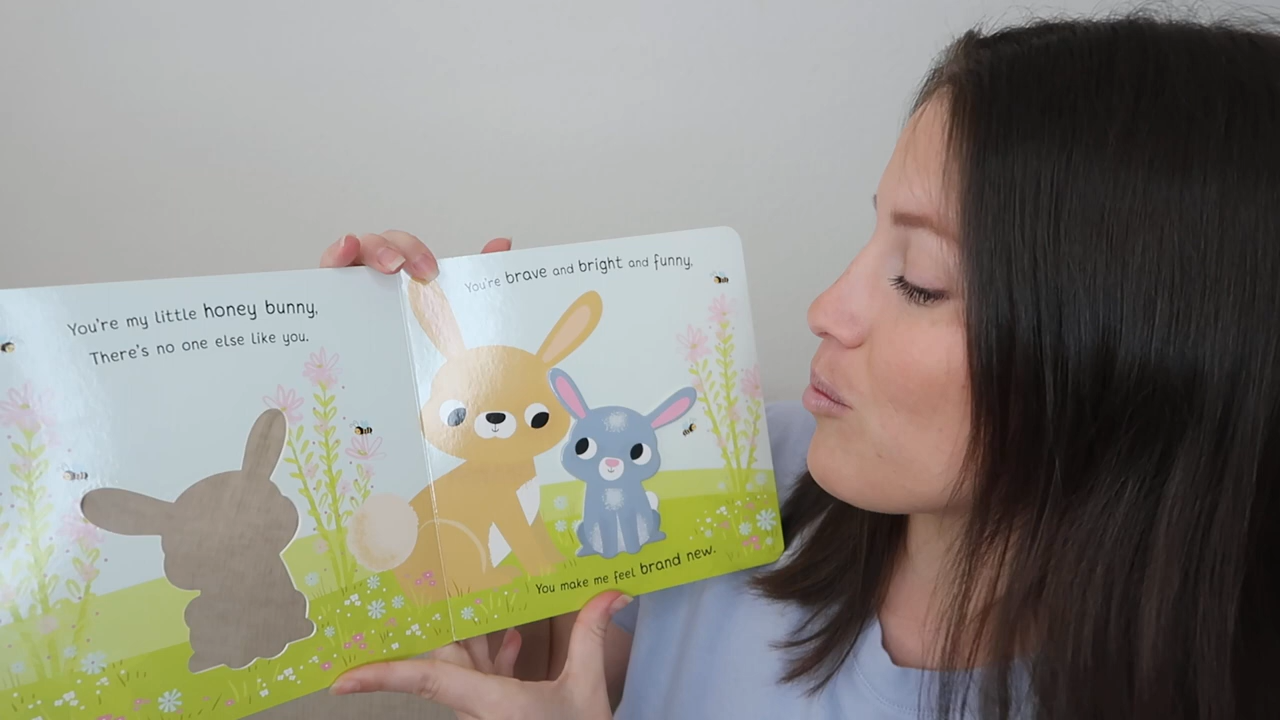 You're my little honey bunny,
There's no one else like you.
You're brave and bright and funny,
You make me feel brand new.